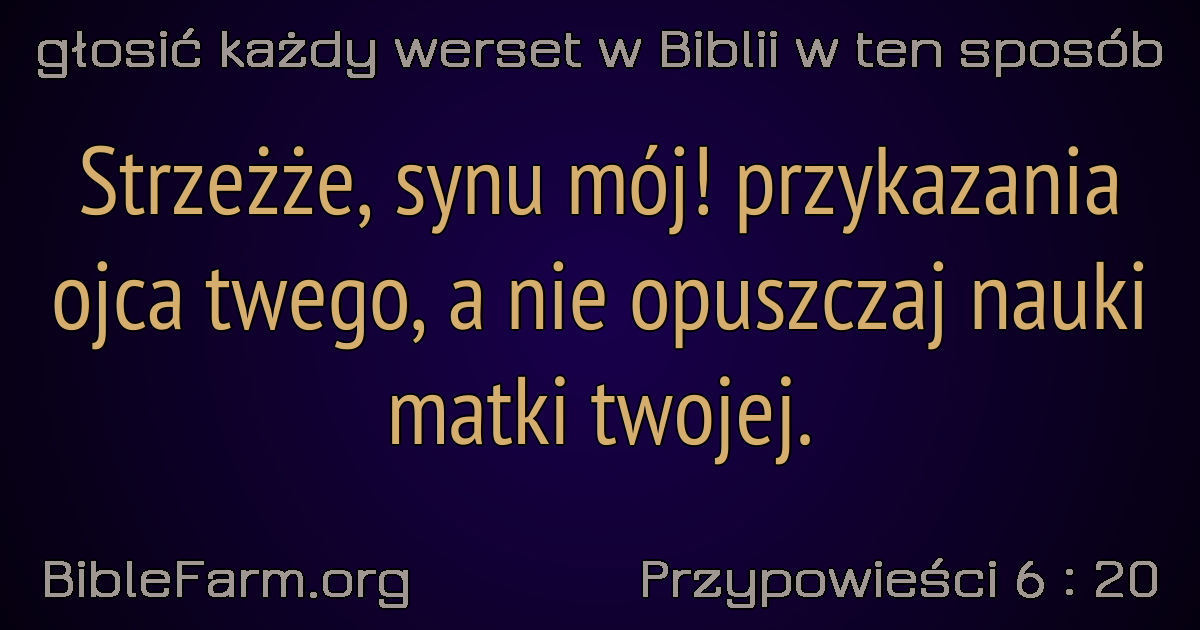 głosić każdy werset w Biblii w ten sposób
Strzeżże, synu mój! przykazania
ojca twego, a nie opuszczaj nauki
matki twojej.
BibleFarm.org
Przypowieści 6 : 20